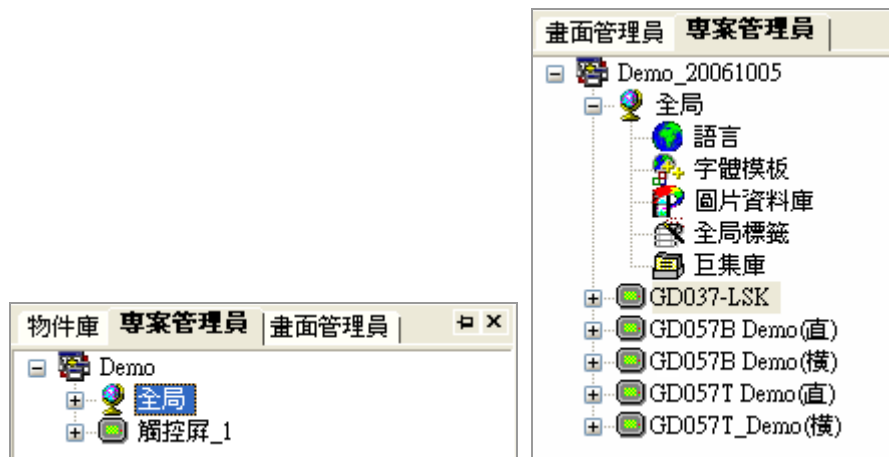 物件庫 專案管理員 畫面管理員
Demo
全局
觸控屏_1
畫面管理員 專案管理員
Demo_20061005
全局
語言
字體模板
圖片資料庫
全局標籤
巨集庫
GD037-LSK
GD057B Demo(直)
GD057B Demo(橫)
GD057T Demo(直)
GD057T_Demo(橫)